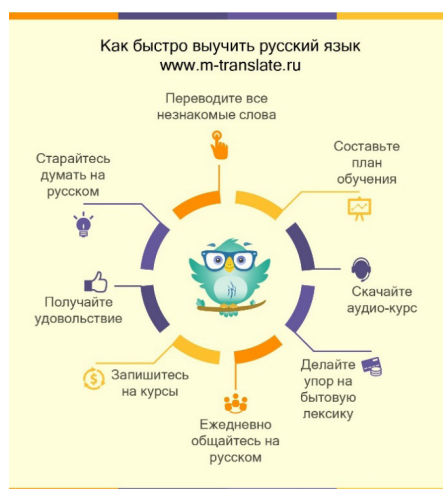 Как быстро выучить русский язык
www.m-translate.ru
Переводите все
незнакомые слова
Составьте
план
обучения
Скачайте
аудио-курс
Делайте
упор на
бытовую
лексику
Ежедневно
общайтесь на
русском
Запишитесь
на курсы
Получайте
удовольствие
Старайтесь
думать на
русском